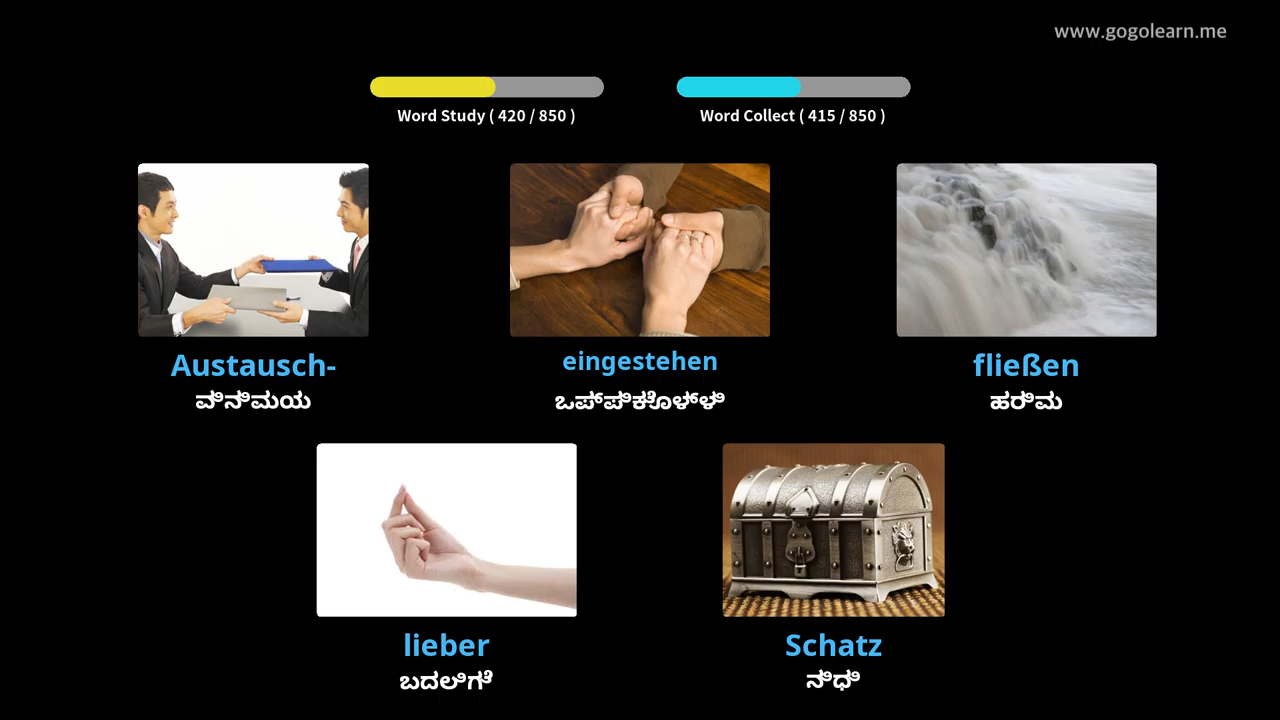 www.gogolearn.me
Word Study ( 420 / 850 )
Word Collect ( 415 / 850 )
Austausch-
ವಿನಿಮಯ
eingestehen
ಒಪ್ಪಿಕೊಳ್ಳಿ
fließen
ಹರಿಮ
lieber
ಬದಲಿಗೆ
Schatz
ನಿಧಿ